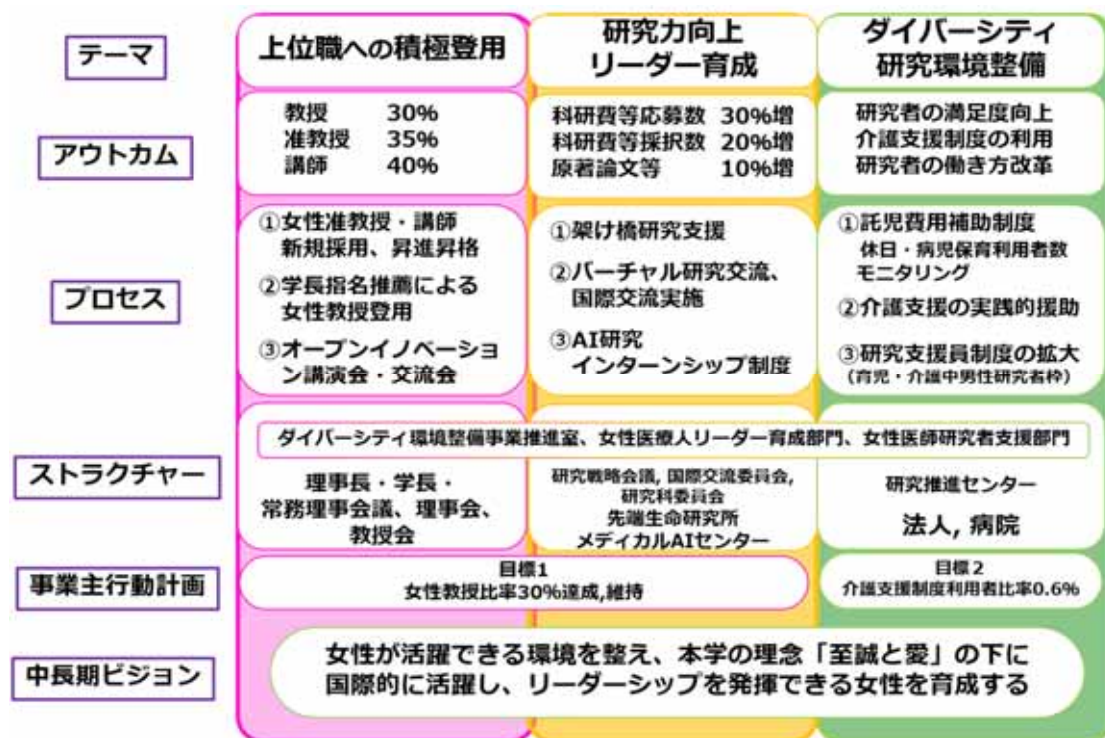 テーマ
上位職への積極登用
研究力向上
リーダー育成
ダイバーシティ
研究環境整備
アウトカム
教授 30%
准教授 35%
講師 40%
科研費等応募数 30%増
科研費等採択数 20%増
原著論文等 10%増
研究者の満足度向上
介護支援制度の利用
研究者の働き方改革
プロセス
①女性准教授・講師
新規採用、昇進昇格
②学長指名推薦による
女性教授登用
③オープンイノベーショ
ン講演会・交流会
①架け橋研究支援
②バーチャル研究交流、
国際交流実施
③AI研究
インターンシップ制度
①託児費用補助制度
休日・病児保育利用者数
モニタリング
②介護支援の実践的援助
③研究支援員制度の拡大
(育児・介護中男性研究者枠)
ストラクチャー
ダイバーシティ環境整備事業推進室、女性医療人リーダー育成部門、女性医師研究者支援部門
理事長・学長・
常務理事会議、理事会、
教授会
研究戦略会議, 国際交流委員会,
研究科委員会
先端生命研究所
メディカルAIセンター
研究推進センター
法人, 病院
事業主行動計画
目標1
女性教授比率30%達成,維持
目標2
介護支援制度利用者比率0.6%
中長期ビジョン
女性が活躍できる環境を整え、本学の理念「至誠と愛」の下に
国際的に活躍し、リーダーシップを発揮できる女性を育成する